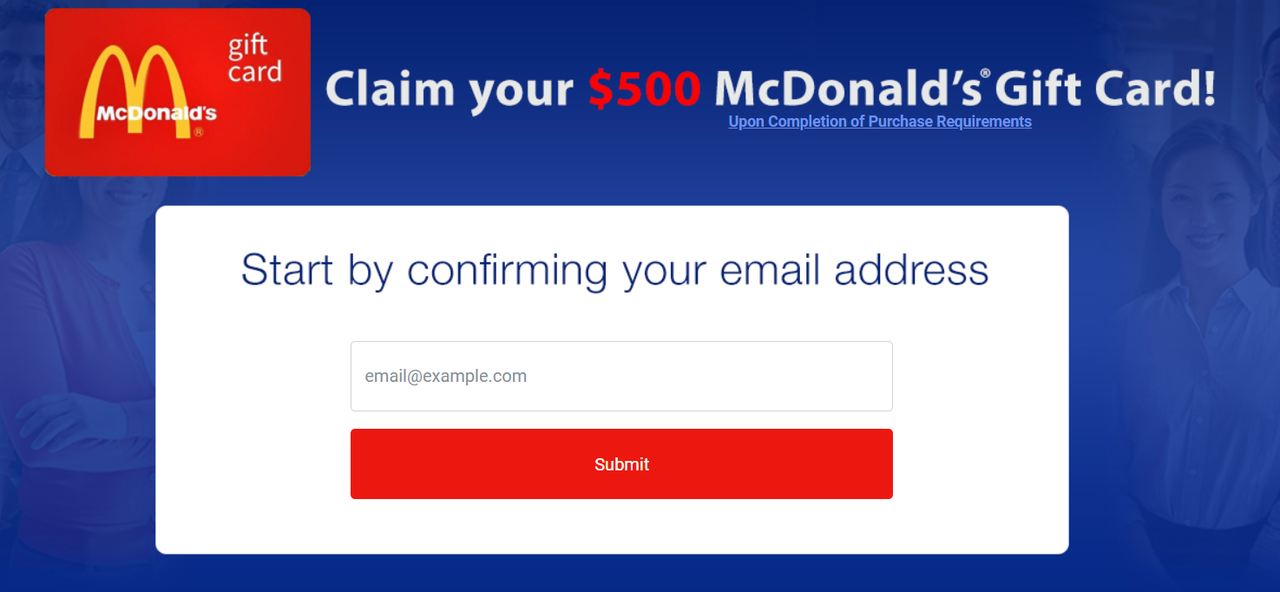 gift
card
McDonald's®
Claim your $500 McDonald's® Gift Card!
Upon Completion of Purchase Requirements
Start by confirming your email address
email@example.com
Submit